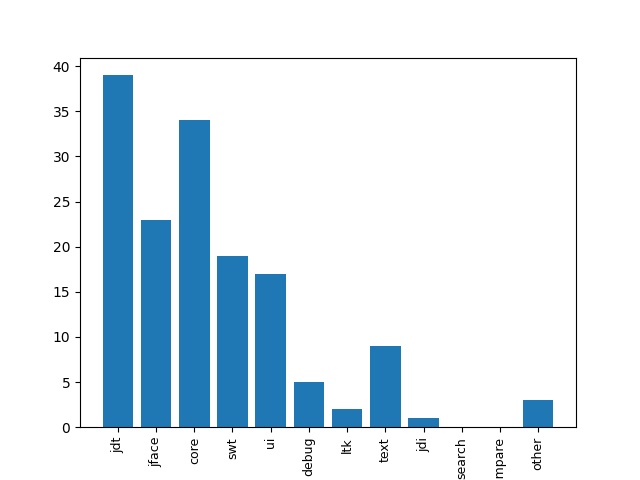 40
35
30
25
20
15
10
5
0
jdt
jface
core
swt
ui
debug
ltk
text
jdi
search
mpare
other